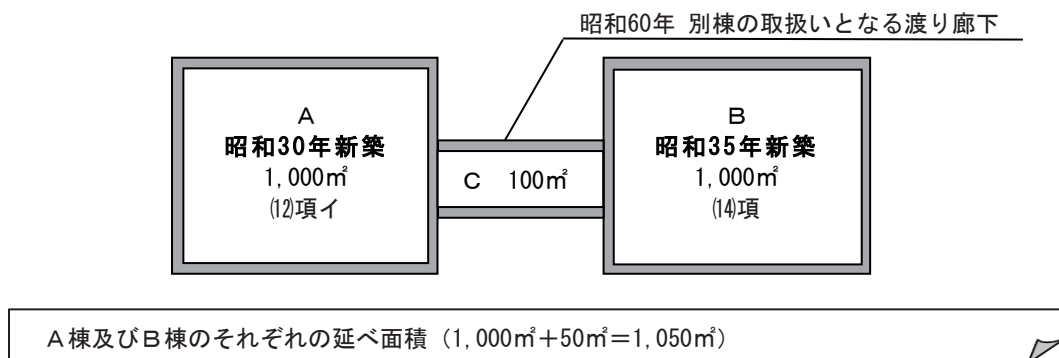 昭和60年 別棟の取扱いとなる渡り廊下
A
昭和30年新築
1,000㎡
⑿項イ
C 100㎡
B
昭和35年新築
1,000㎡
⒁項
A棟及びB棟のそれぞれの延べ面積（1,000㎡＋50㎡＝1,050㎡）